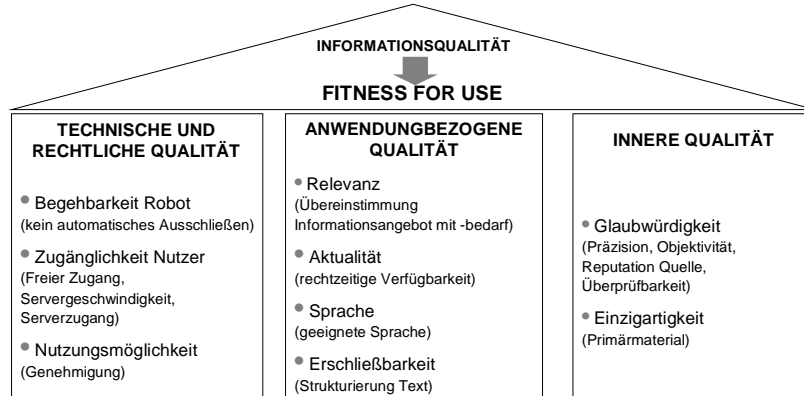 INFORMATIONSQUALITÄT
FITNESS FOR USE
TECHNISCHE UND
RECHTLICHE QUALITÄT
• Begehbarkeit Robot
(kein automatisches Ausschließen)
• Zugänglichkeit Nutzer
(Freier Zugang,
Servergeschwindigkeit,
Serverzugang)
• Nutzungsmöglichkeit
(Genehmigung)
ANWENDUNGBEZOGENE
QUALITÄT
• Relevanz
(Übereinstimmung
Informationsangebot mit -bedarf)
• Aktualität
(rechtzeitige Verfügbarkeit)
• Sprache
(geeignete Sprache)
• Erschließbarkeit
(Strukturierung Text)
INNERE QUALITÄT
• Glaubwürdigkeit
(Präzision, Objektivität,
Reputation Quelle,
Überprüfbarkeit)
• Einzigartigkeit
(Primärmaterial)